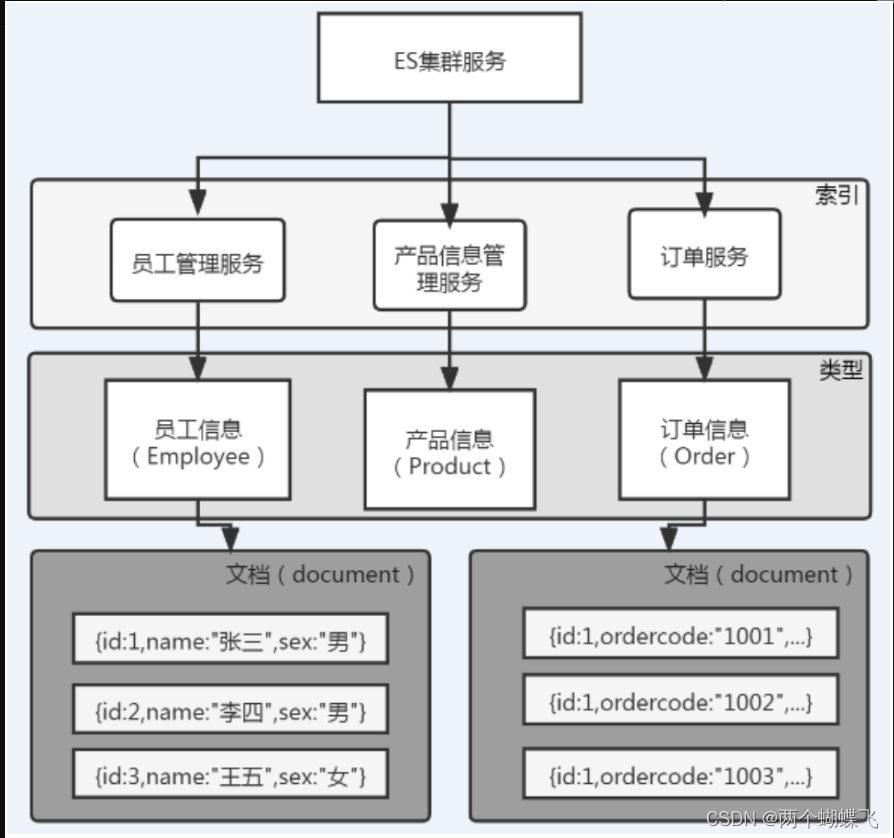 ES集群服务
索引
员工管理服务
产品信息管
理服务
订单服务
类型
员工信息
（Employee）
产品信息
（Product）
订单信息
（Order）
文档（document）
{id:1,name:"张三",sex:"男"}
{id:2,name:"李四",sex:"男"}
{id:3,name:"王五",sex:"女"}
文档（document）
{id:1,ordercode:"1001",...}
{id:1,ordercode:"1002",...}
{id:1,ordercode:"1003",...}
CSDN @两个蝴蝶飞